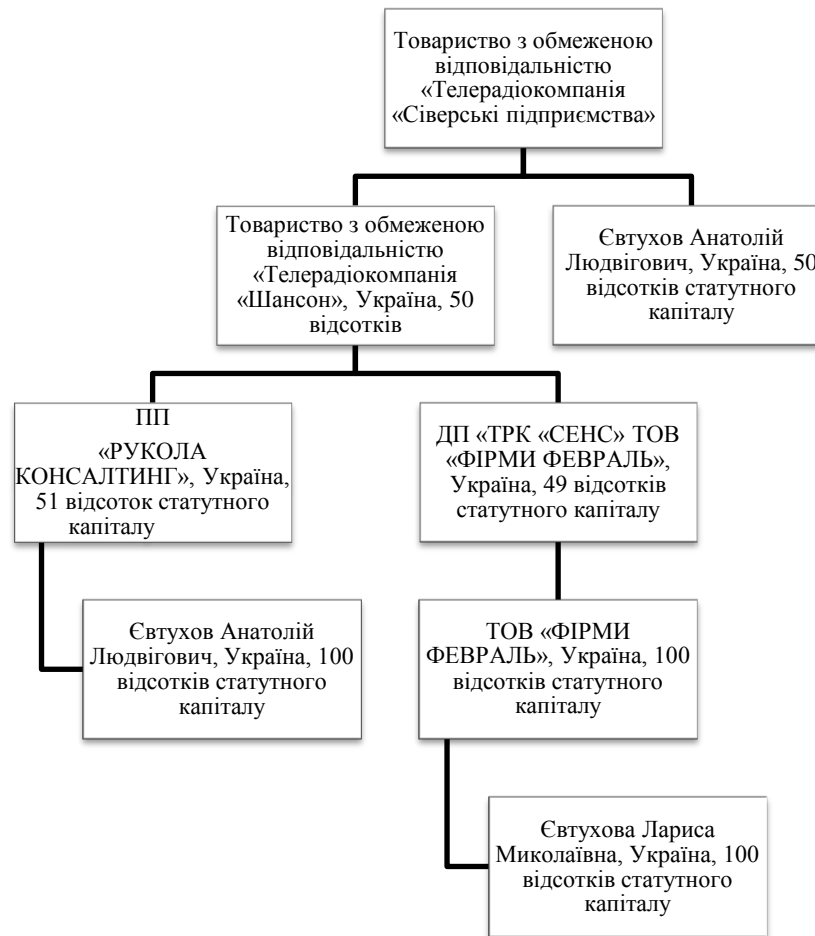 Товариство з обмеженою
відповідальністю
«Телерадіокомпанія
«Сіверські підприємства»
Товариство з обмеженою
відповідальністю
«Телерадіокомпанія
«Шансон», Україна, 50
відсотків
Євтухов Анатолій
Людвігович, Україна, 50
відсотків статутного
капіталу
ПП
«РУКОЛА
КОНСАЛТИНГ», Україна,
51 відсоток статутного
капіталу
ДП «ТРК «СЕНС» ТОВ
«ФІРМИ ФЕВРАЛЬ»,
Україна, 49 відсотків
статутного капіталу
Євтухов Анатолій
Людвігович, Україна, 100
відсотків статутного
капіталу
ТОВ «ФІРМИ
ФЕВРАЛЬ», Україна, 100
відсотків статутного
капіталу
Євтухова Лариса
Миколаївна, Україна, 100
відсотків статутного
капіталу